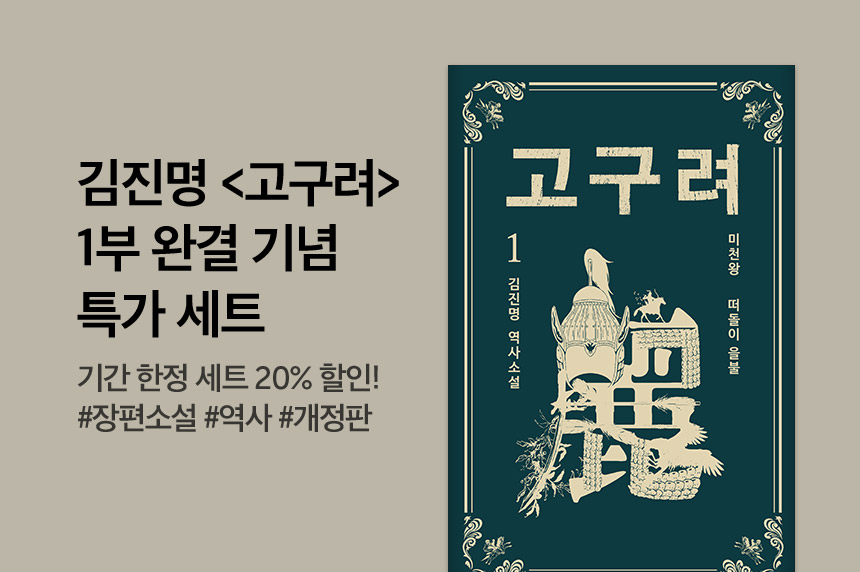 김진명 <고구려>
1부 완결 기념
특가 세트
기간 한정 세트 20% 할인!
#장편소설 #역사 #개정판
고구려
1
김진명 역사소설
미천왕 떠돌이 을불
麗